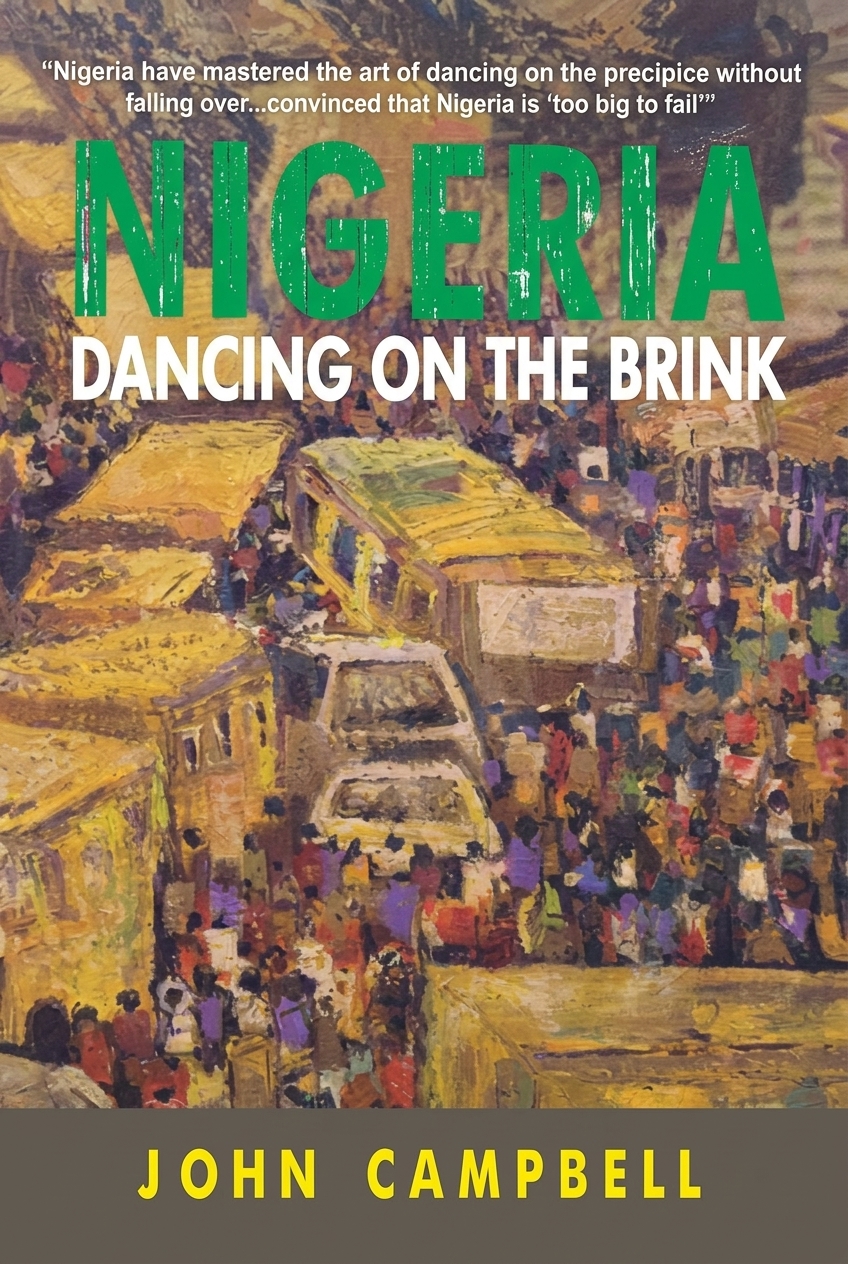 “Nigeria have mastered the art of dancing on the precipice without
falling over...convinced that Nigeria is ‘too big to fail’”’
NIGERIA
DANCING ON THE BRINK
JOHN CAMPBELL